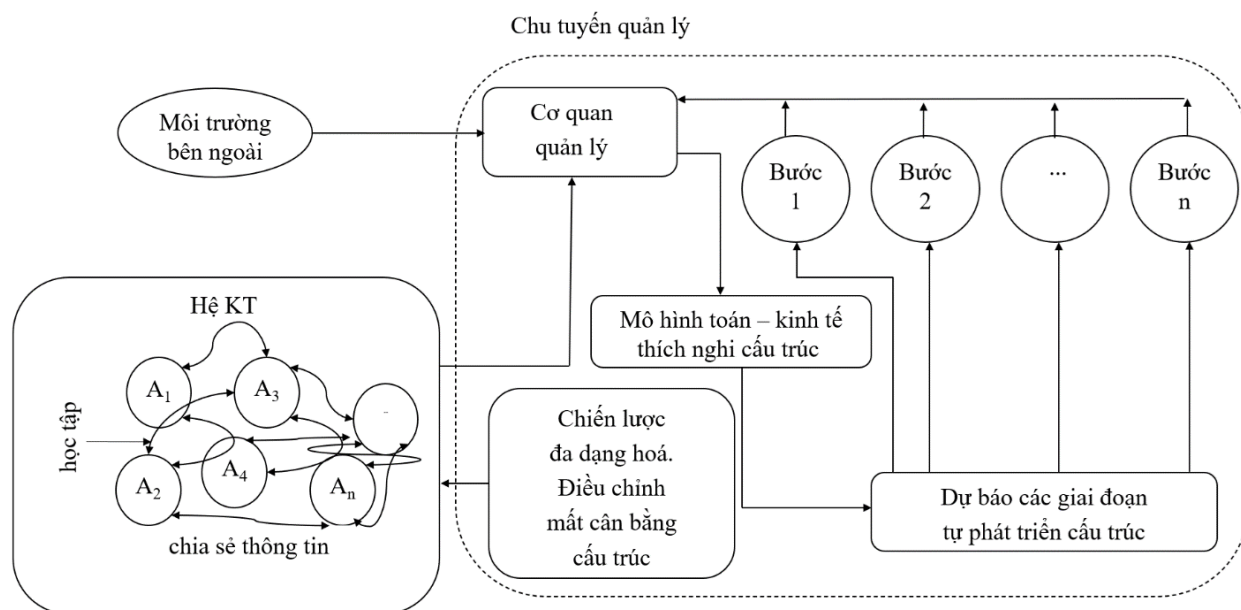 Chu tuyến quản lý
Môi trường
bên ngoài
Cơ quan
quản lý
Bước
1
Bước
2
...
Bước
n
Mô hình toán – kinh tế
thích nghi cấu trúc
Hệ KT
A1
A3
..
học tập
A2
A4
An
chia sẻ thông tin
Chiến lược
đa dạng hoá.
Điều chỉnh
mất cân bằng
cấu trúc
Dự báo các giai đoạn
tự phát triển cấu trúc